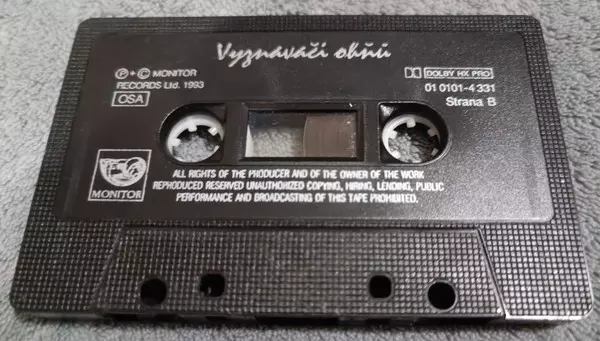 Vyznavači ohňů
Ⓟ + Ⓒ MONITOR
RECORDS Ltd. 1993
OSA
DOLBY HX PRO
01 0101-4 331
Strana B
MONITOR
ALL RIGHTS OF THE PRODUCER AND OF THE OWNER OF THE WORK
REPRODUCED RESERVED UNAUTHORIZED COPYING, HIRING, LENDING, PUBLIC
PERFORMANCE AND BROADCASTING OF THIS TAPE PROHIBITED.